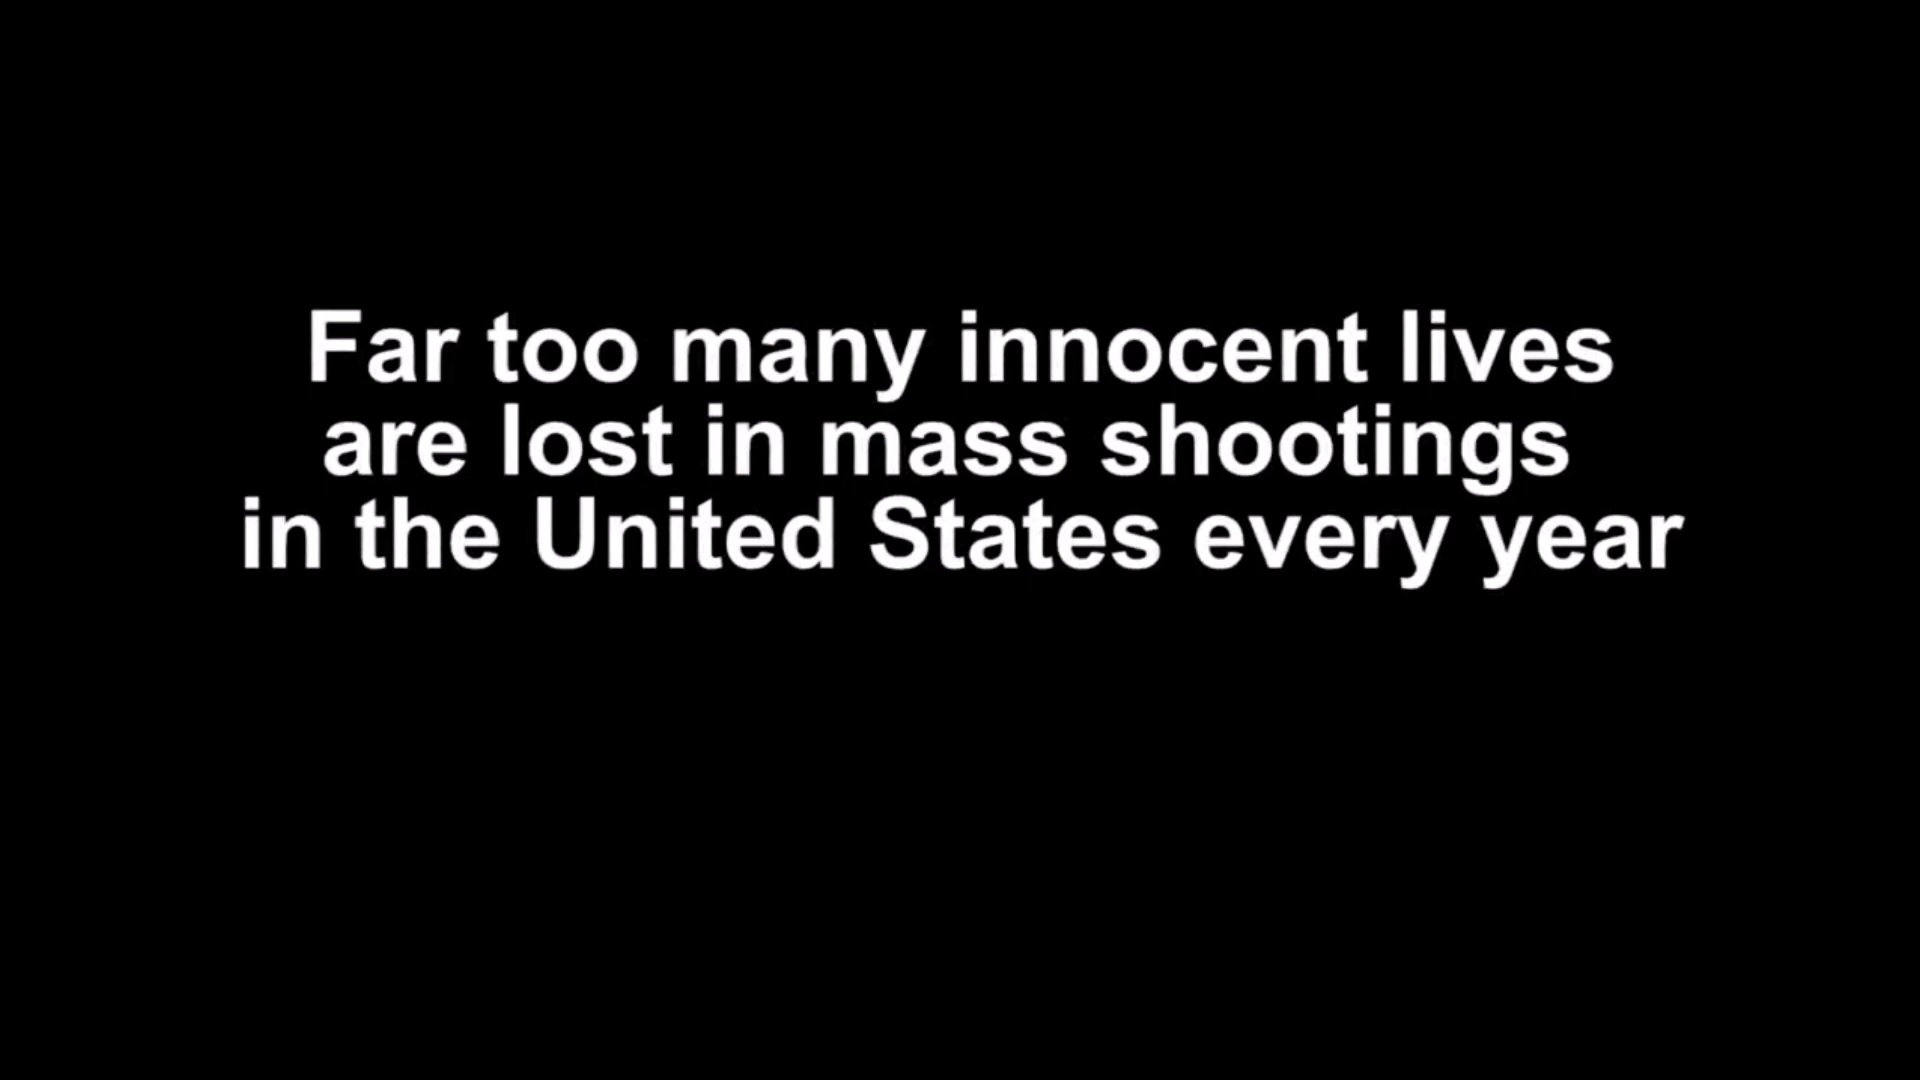 Far too many innocent lives
are lost in mass shootings
in the United States every year